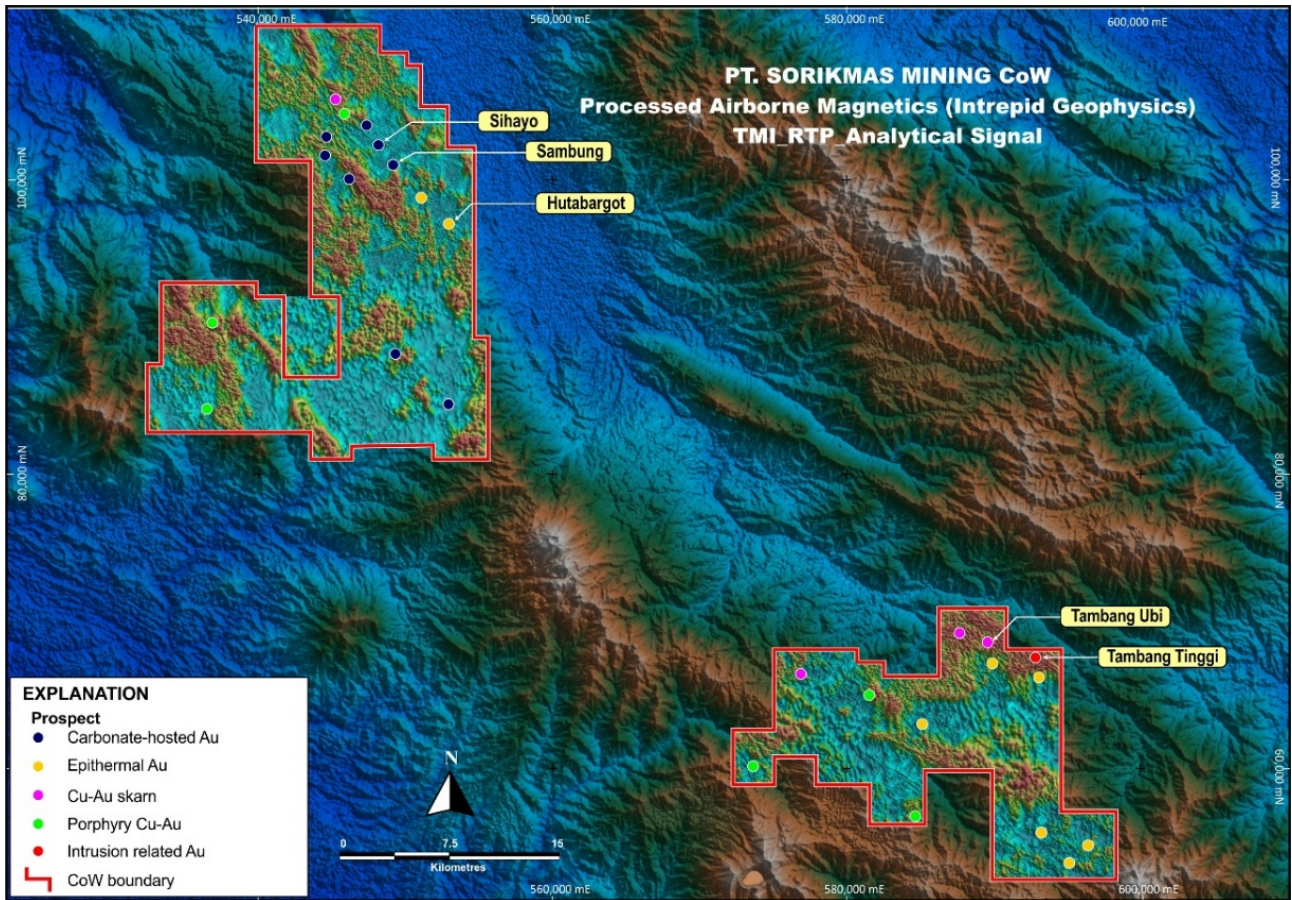 540,000 mE
560,000 mE
580,000 mE
600,000 mE
PT. SORIKMAS MINING CoW
Processed Airborne Magnetics (Intrepid Geophysics)
TMI_RTP_Analytical Signal
Sihayo
Sambung
Hutabargot
100,000 mN
100,000 mN
80,000 mN
80,000 mN
Tambang Ubi
Tambang Tinggi
EXPLANATION
Prospect
Carbonate-hosted Au
Epithermal Au
Cu-Au skarn
Porphyry Cu-Au
Intrusion related Au
CoW boundary
N
0 7.5 15
Kilometres
60,000 mN
560,000 mE
580,000 mE
600,000 mE